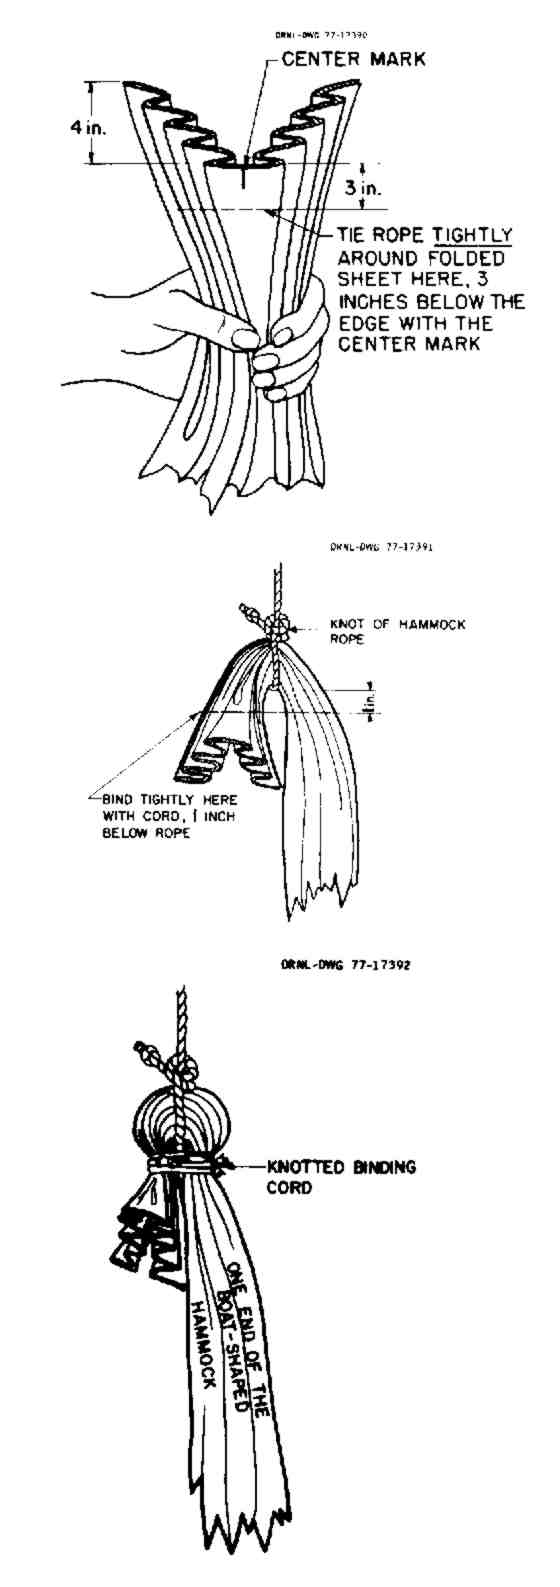 ORNL-DWG 77-17390
CENTER MARK
4 in.
3 in.
TIE ROPE TIGHTLY
AROUND FOLDED
SHEET HERE, 3
INCHES BELOW THE
EDGE WITH THE
CENTER MARK
ORNL-DWG 77-17391
KNOT OF HAMMOCK
ROPE
1 in.
BIND TIGHTLY HERE
WITH CORD, 1 INCH
BELOW ROPE
ORNL-DWG 77-17392
KNOTTED BINDING
CORD
ONE END OF THE
BOAT-SHAPED
HAMMOCK